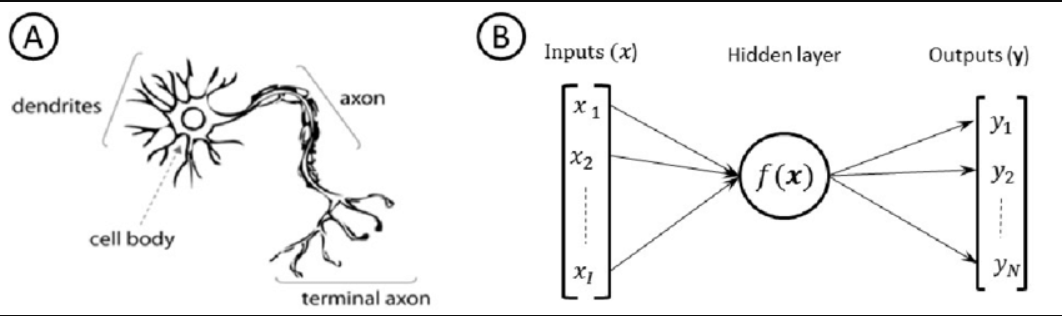 A
dendrites
axon
cell body
terminal axon
B
Inputs (x)
Hidden layer
Outputs (y)
x1
x2
xI
f(x)
y1
y2
yN